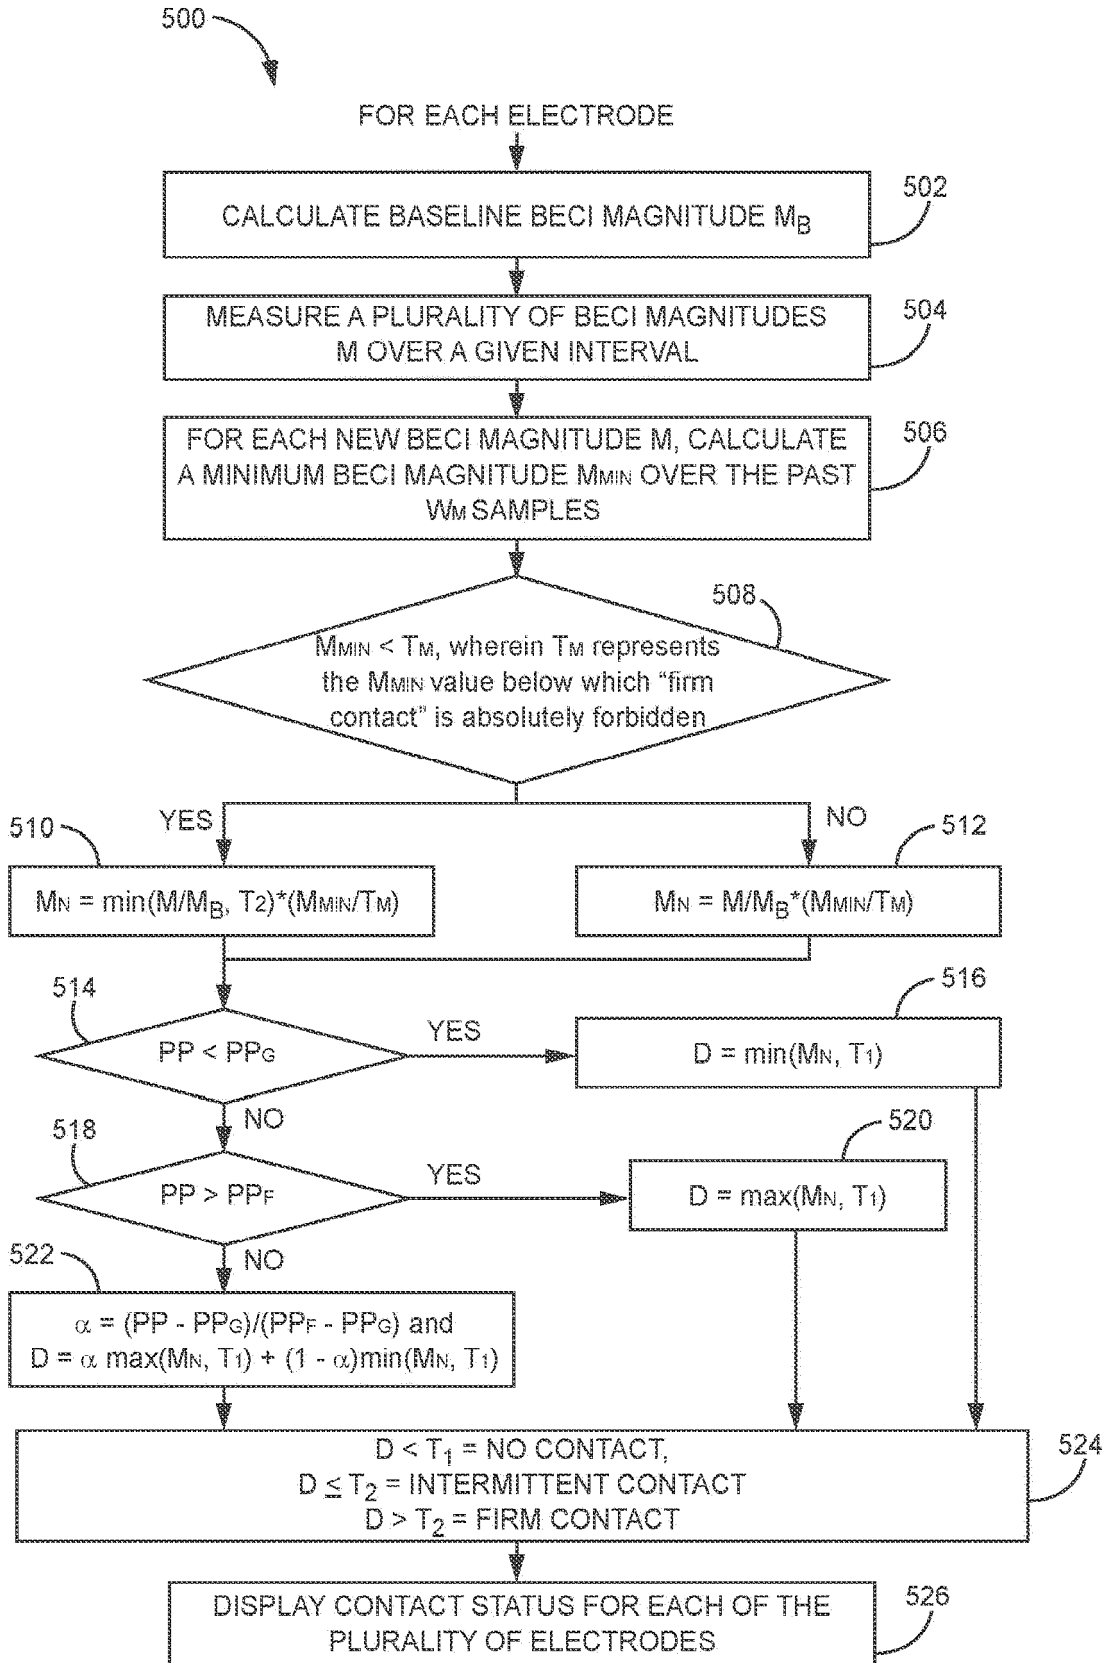 500
FOR EACH ELECTRODE
502
CALCULATE BASELINE BECI MAGNITUDE MB
504
MEASURE A PLURALITY OF BECI MAGNITUDES
M OVER A GIVEN INTERVAL
506
FOR EACH NEW BECI MAGNITUDE M, CALCULATE
A MINIMUM BECI MAGNITUDE MMIN OVER THE PAST
WM SAMPLES
508
MMIN < TM, wherein TM represents
the MMIN value below which “firm
contact” is absolutely forbidden
YES
NO
510
512
MN = min(M/MB, T2)*(MMIN/TM)
MN = M/MB*(MMIN/TM)
514
516
PP < PPG
YES
D = min(MN, T1)
NO
518
520
PP > PPF
YES
D = max(MN, T1)
NO
522
α = (PP - PPG)/(PPF - PPG) and
D = α max(MN, T1) + (1 - α)min(MN, T1)
524
D < T1 = NO CONTACT,
D ≤ T2 = INTERMITTENT CONTACT
D > T2 = FIRM CONTACT
526
DISPLAY CONTACT STATUS FOR EACH OF THE
PLURALITY OF ELECTRODES